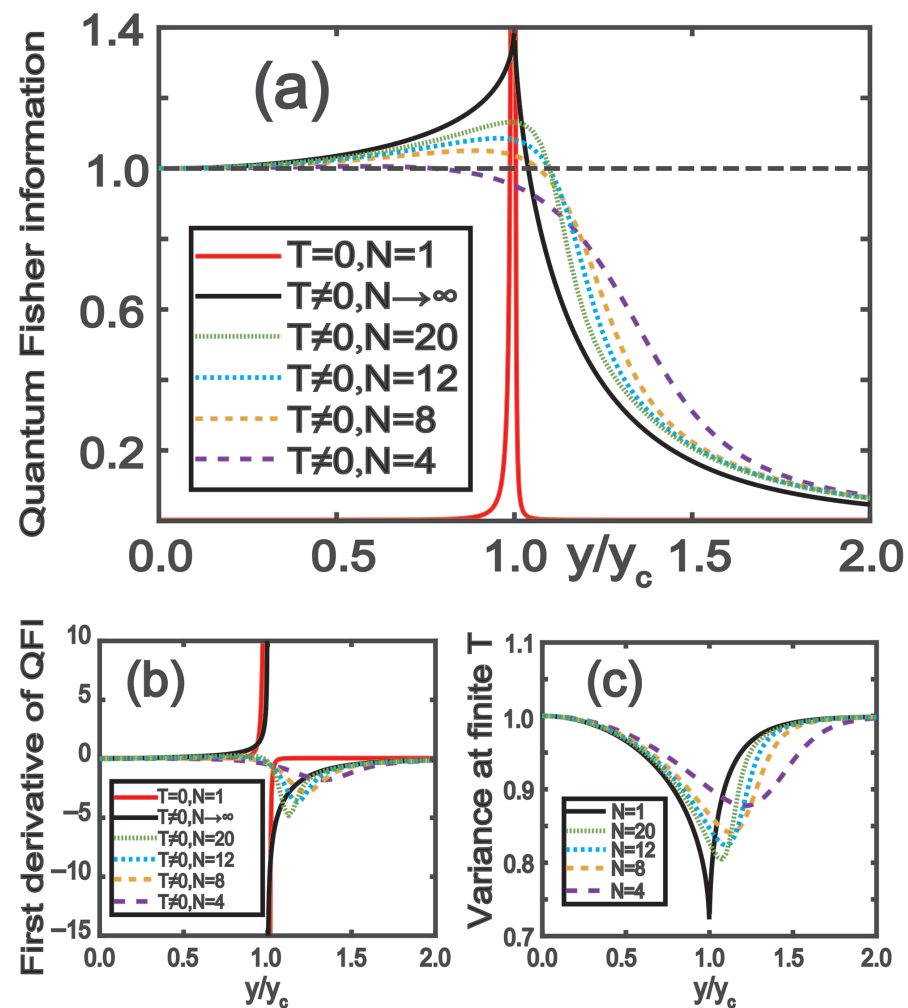 Quantum Fisher information
1.4
1.0
0.6
0.2
(a)
T=0,N=1
T≠0,N→∞
T≠0,N=20
T≠0,N=12
T≠0,N=8
T≠0,N=4
0.0 0.5 1.0 y/yc 1.5 2.0
First derivative of QFI
10
5
0
−5
−10
−15
(b)
T=0,N=1
T≠0,N→∞
T≠0,N=20
T≠0,N=12
T≠0,N=8
T≠0,N=4
0.0 0.5 1.0 1.5 2.0
y/yc
Variance at finite T
1.1
1.0
0.9
0.8
0.7
(c)
N=1
N=20
N=12
N=8
N=4
0.0 0.5 1.0 1.5 2.0
y/yc